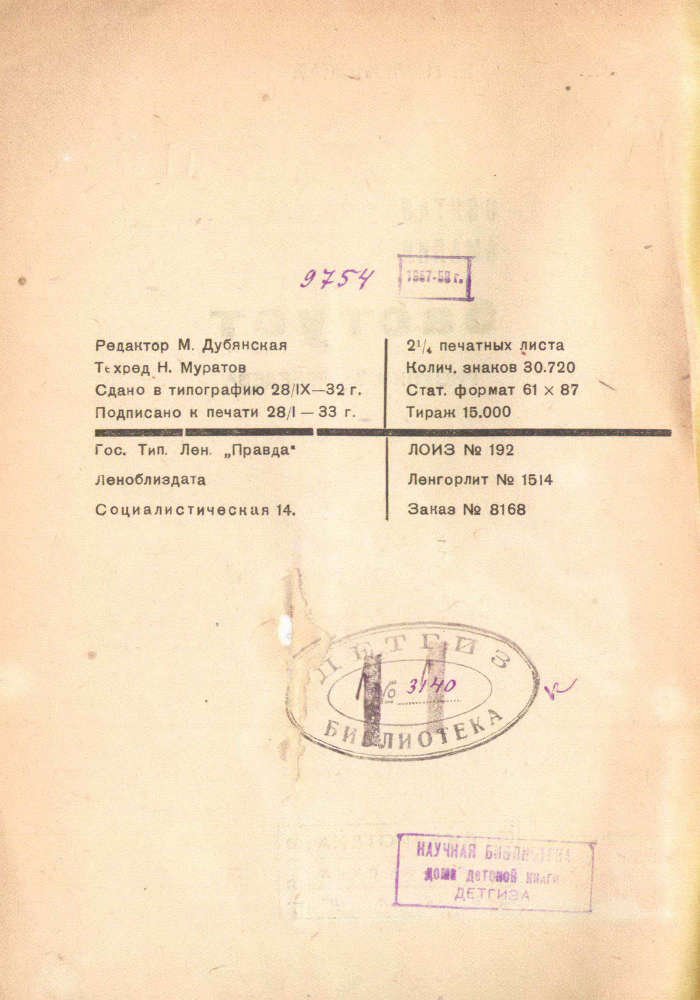 9754
1967-68 г.
Редактор М. Дубянская
Техред Н. Муратов
Сдано в типографию 28/IX—32 г.
Подписано к печати 28/I—33 г.
2¹/₄ печатных листа
Колич. знаков 30.720
Стат. формат 61 × 87
Тираж 15.000
Гос. Тип. Лен. „Правда"
Леноблиздата
Социалистическая 14.
ЛОИЗ № 192
Ленгорлит № 1514
Заказ № 8168
ДЕТГИЗ
№ 3140
БИБЛИОТЕКА
НАУЧНАЯ БИБЛИОТЕКА
дома детской книги
ДЕТГИЗА